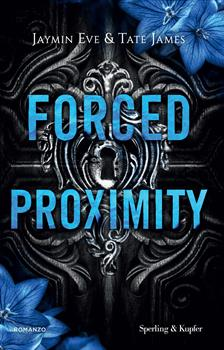 JAYMIN EVE & TATE JAMES
FORCED
PROXIMITY
ROMANZO
Sperling & Kupfer